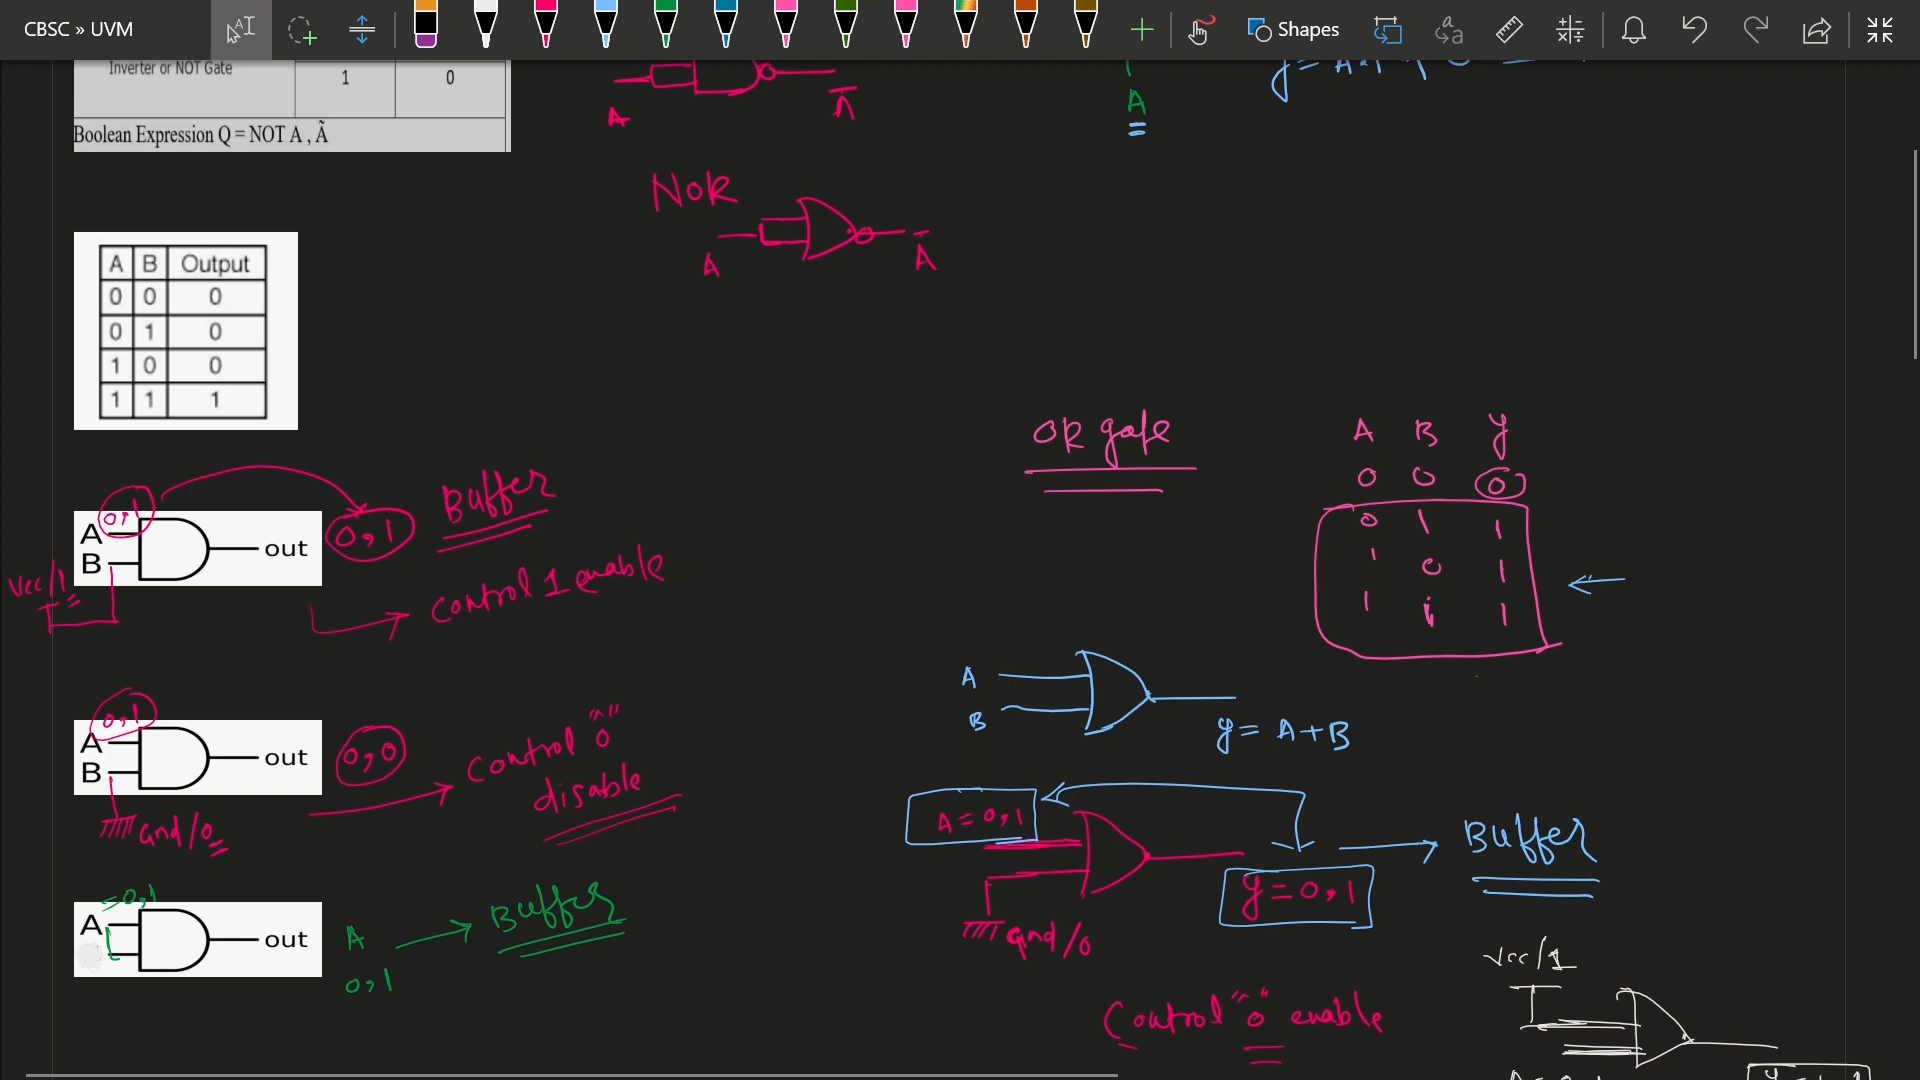 CBSC » UVM
Shapes
Inverter or NOT Gate
1 0
Boolean Expression Q = NOT A , Ã
A
Ā
A
NOR
A
Ā
A B Output
0 0 0
0 1 0
1 0 0
1 1 1
OR gate
A B y
0 0 0
0 1 1
1 0 1
1 1 1
0,1
A
B
out
0,1
Buffer
Vcc/1
Control 1 enable
A
B
y = A+B
0,1
A
B
out
0,0
Control "0"
disable
gnd/0
A = 0,1
Buffer
y = 0,1
gnd/0
= 0,1
A
out
A
0,1
Buffer
Vcc/1
Control "0" enable